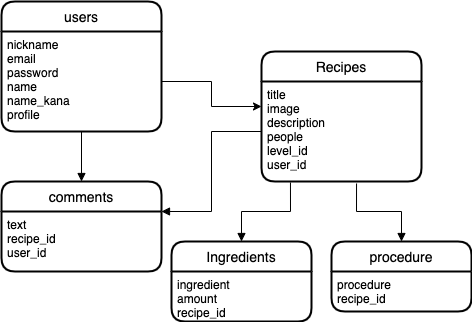 users
nickname
email
password
name
name_kana
profile
Recipes
title
image
description
people
level_id
user_id
comments
text
recipe_id
user_id
Ingredients
ingredient
amount
recipe_id
procedure
procedure
recipe_id